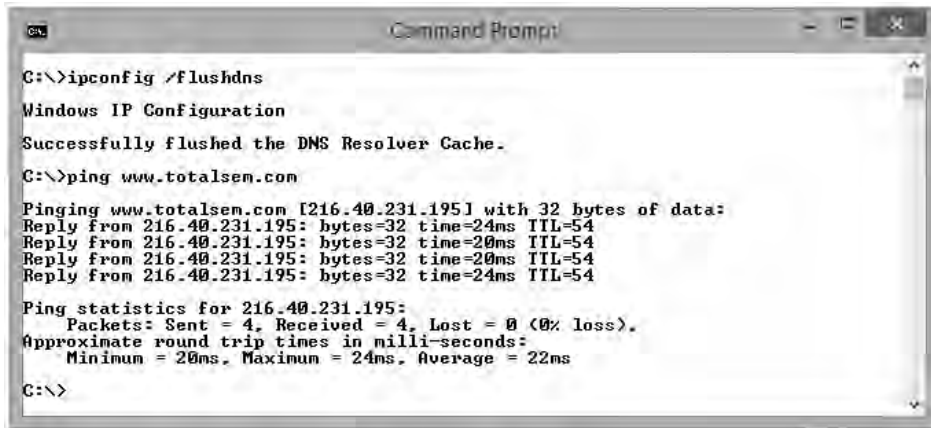 Command Prompt
C:\>ipconfig /flushdns
Windows IP Configuration
Successfully flushed the DNS Resolver Cache.
C:\>ping www.totalsem.com
Pinging www.totalsem.com [216.40.231.195] with 32 bytes of data:
Reply from 216.40.231.195: bytes=32 time=24ms TTL=54
Reply from 216.40.231.195: bytes=32 time=20ms TTL=54
Reply from 216.40.231.195: bytes=32 time=20ms TTL=54
Reply from 216.40.231.195: bytes=32 time=24ms TTL=54
Ping statistics for 216.40.231.195:
Packets: Sent = 4, Received = 4, Lost = 0 (0% loss),
Approximate round trip times in milli-seconds:
Minimum = 20ms, Maximum = 24ms, Average = 22ms
C:\>